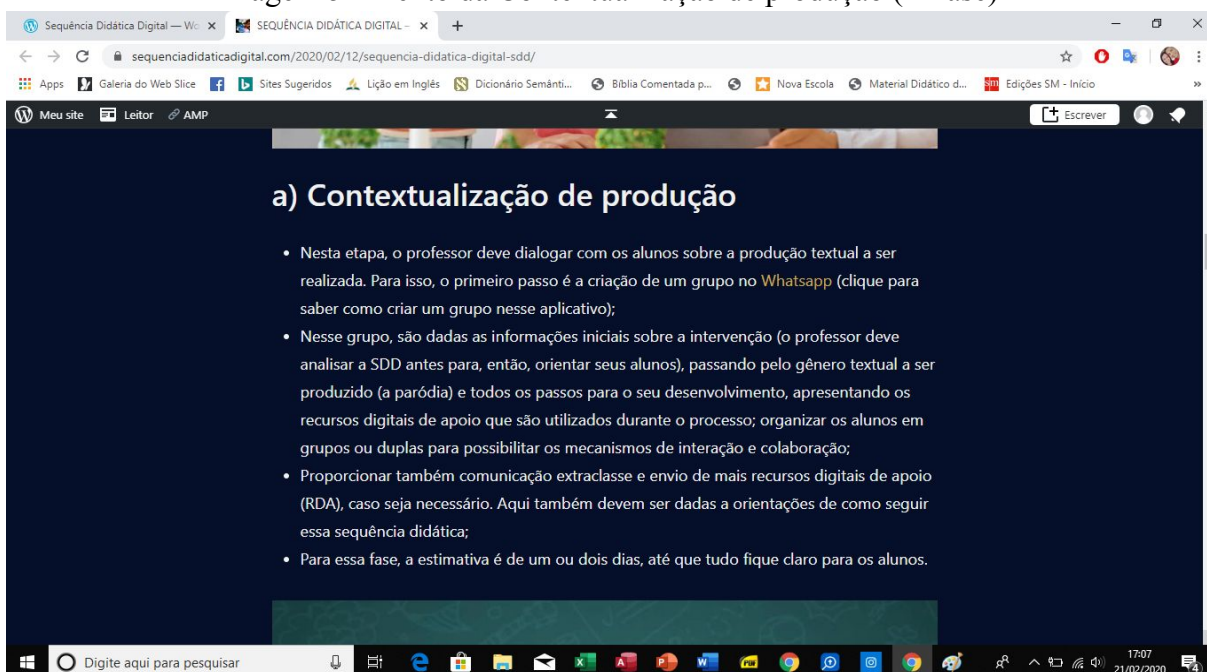 Contextualização de produção
Sequência Didática Digital — Wo
SEQUÊNCIA DIDÁTICA DIGITAL –
sequenciadidaticadigital.com/2020/02/12/sequencia-didatica-digital-sdd/
Apps Galeria do Web Slice Sites Sugeridos Lição em Inglês Dicionário Semânti... Bíblia Comentada p... Nova Escola Material Didático d... sm Edições SM - Início »
Meu site Leitor AMP Escrever
a) Contextualização de produção
• Nesta etapa, o professor deve dialogar com os alunos sobre a produção textual a ser
realizada. Para isso, o primeiro passo é a criação de um grupo no Whatsapp (clique para
saber como criar um grupo nesse aplicativo);
• Nesse grupo, são dadas as informações iniciais sobre a intervenção (o professor deve
analisar a SDD antes para, então, orientar seus alunos), passando pelo gênero textual a ser
produzido (a paródia) e todos os passos para o seu desenvolvimento, apresentando os
recursos digitais de apoio que são utilizados durante o processo; organizar os alunos em
grupos ou duplas para possibilitar os mecanismos de interação e colaboração;
• Proporcionar também comunicação extraclasse e envio de mais recursos digitais de apoio
(RDA), caso seja necessário. Aqui também devem ser dadas a orientações de como seguir
essa sequência didática;
• Para essa fase, a estimativa é de um ou dois dias, até que tudo fique claro para os alunos.
Digite aqui para pesquisar
17:07
21/02/2020
4